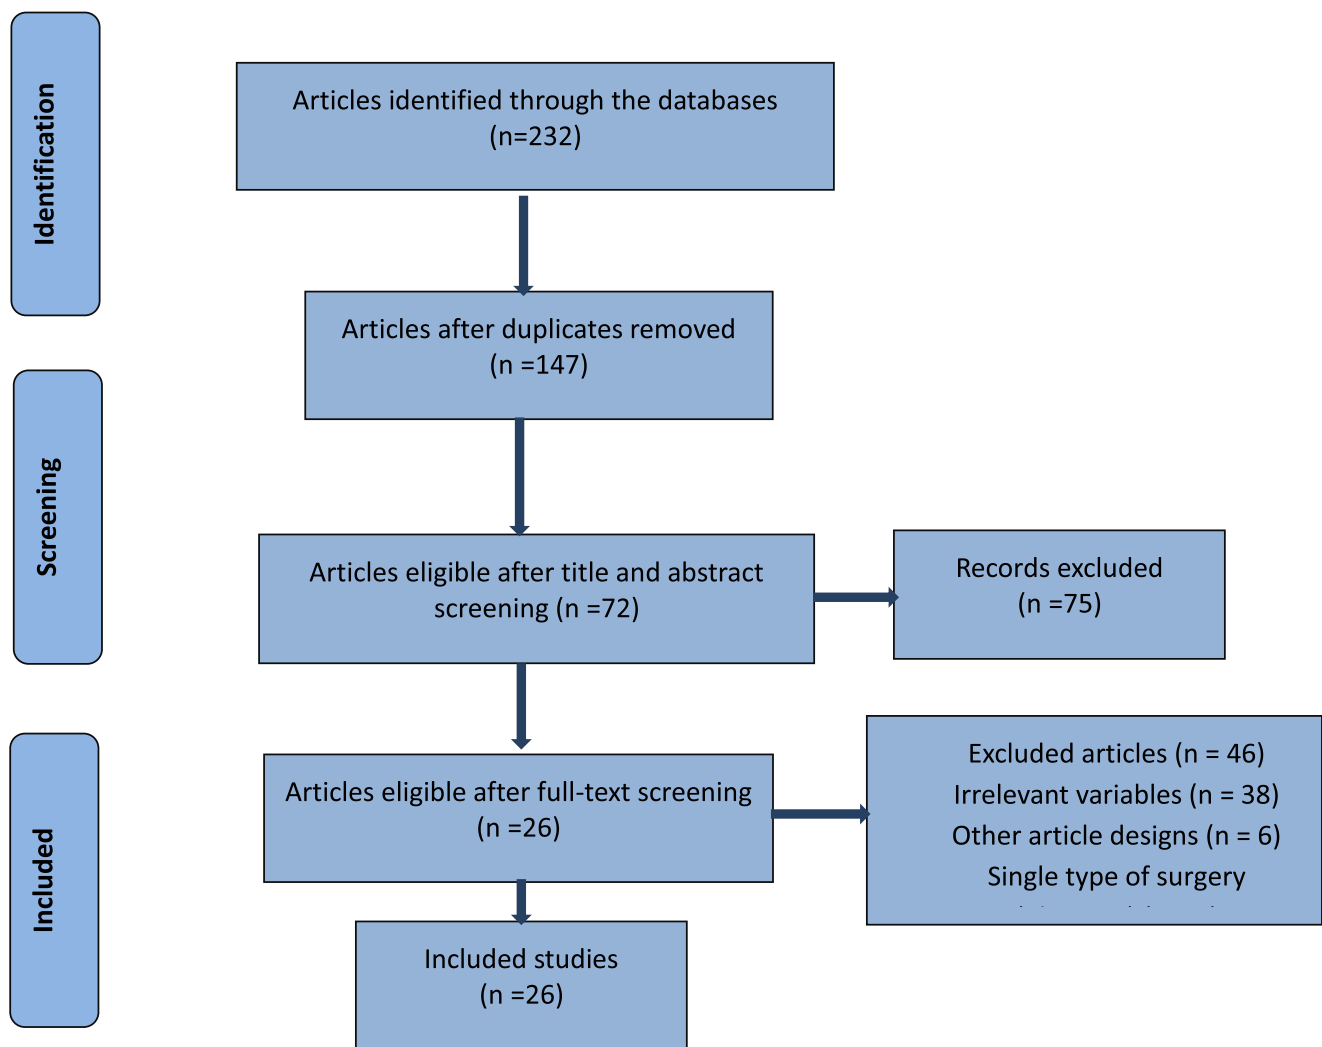 Identification
Articles identified through the databases
(n=232)
Articles after duplicates removed
(n =147)
Screening
Articles eligible after title and abstract
screening (n =72)
Records excluded
(n =75)
Included
Articles eligible after full-text screening
(n =26)
Excluded articles (n = 46)
Irrelevant variables (n = 38)
Other article designs (n = 6)
Single type of surgery
Included studies
(n =26)